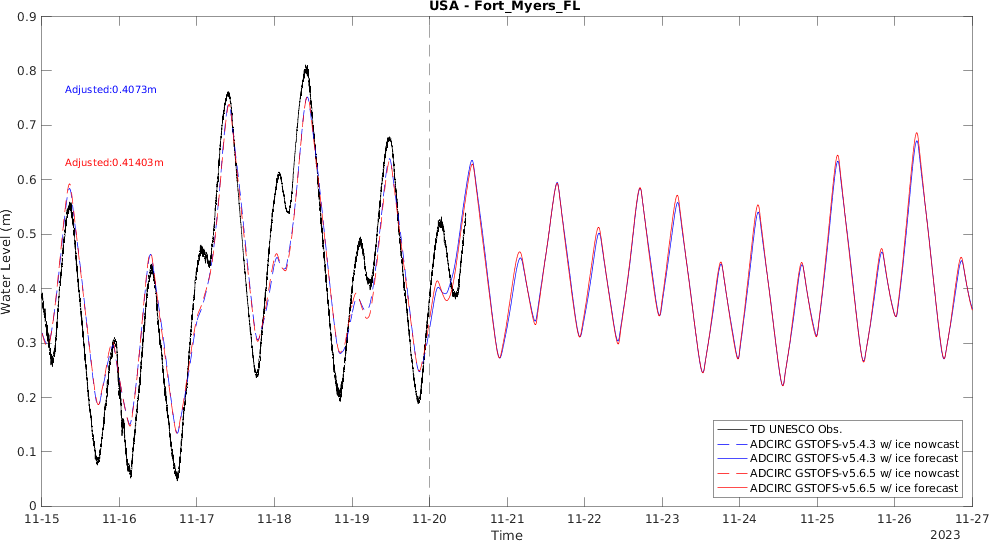 USA - Fort_Myers_FL
0.9
0.8
0.7
0.6
0.5
0.4
0.3
0.2
0.1
0
Water Level (m)
Adjusted:0.4073m
Adjusted:0.41403m
TD UNESCO Obs.
ADCIRC GSTOFS-v5.4.3 w/ ice nowcast
ADCIRC GSTOFS-v5.4.3 w/ ice forecast
ADCIRC GSTOFS-v5.6.5 w/ ice nowcast
ADCIRC GSTOFS-v5.6.5 w/ ice forecast
11-15 11-16 11-17 11-18 11-19 11-20 11-21 11-22 11-23 11-24 11-25 11-26 11-27
Time
2023